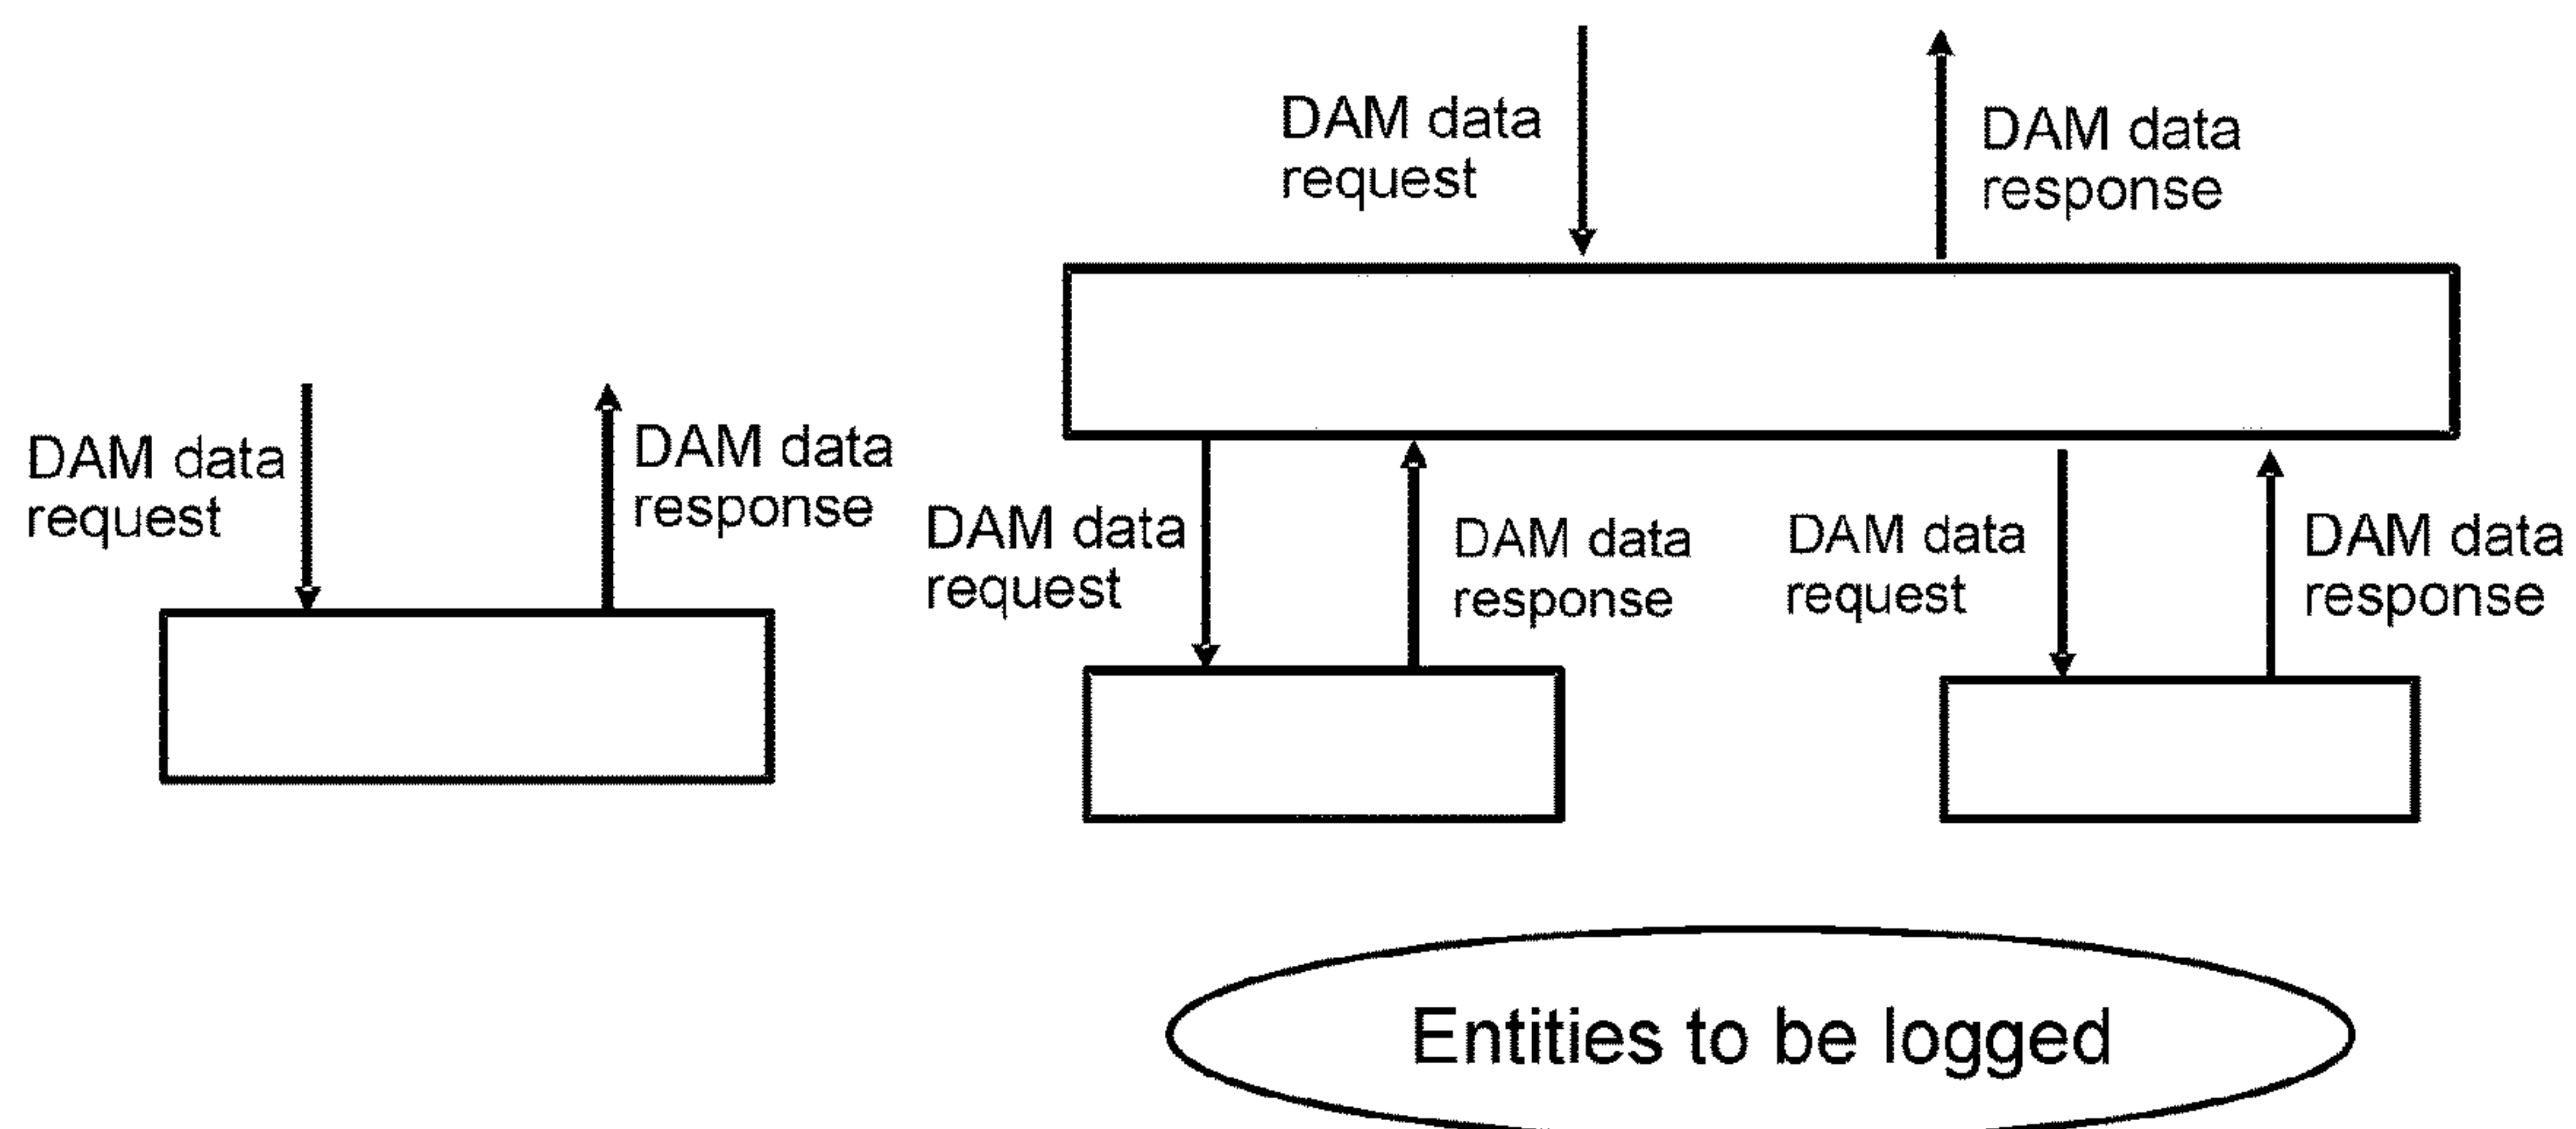 DAM data
request
DAM data
response
DAM data
request
DAM data
response
DAM data
request
DAM data
response
DAM data
request
DAM data
response
Entities to be logged